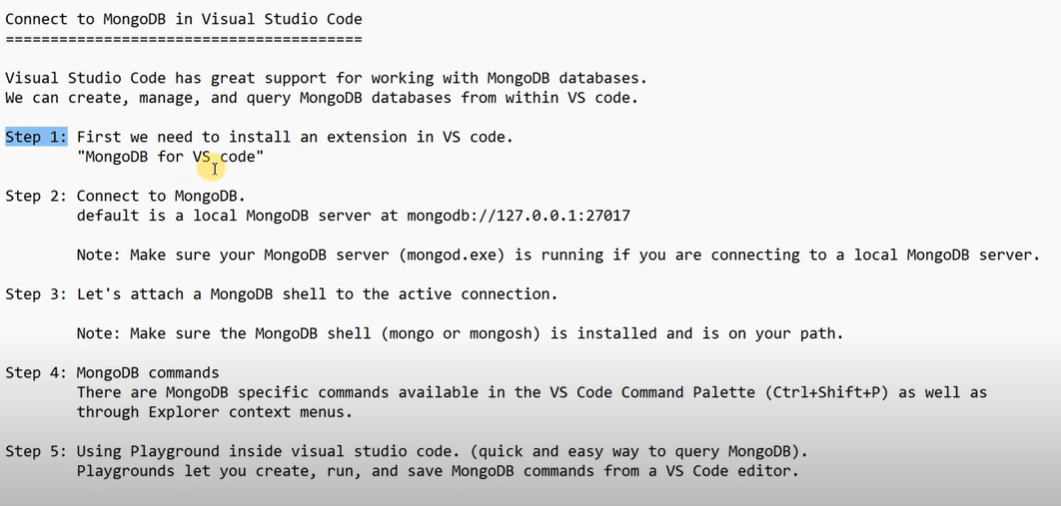 Connect to MongoDB in Visual Studio Code
========================================
Visual Studio Code has great support for working with MongoDB databases.
We can create, manage, and query MongoDB databases from within VS code.
Step 1: First we need to install an extension in VS code.
"MongoDB for VS code"
Step 2: Connect to MongoDB.
default is a local MongoDB server at mongodb://127.0.0.1:27017
Note: Make sure your MongoDB server (mongod.exe) is running if you are connecting to a local MongoDB server.
Step 3: Let's attach a MongoDB shell to the active connection.
Note: Make sure the MongoDB shell (mongo or mongosh) is installed and is on your path.
Step 4: MongoDB commands
There are MongoDB specific commands available in the VS Code Command Palette (Ctrl+Shift+P) as well as
through Explorer context menus.
Step 5: Using Playground inside visual studio code. (quick and easy way to query MongoDB).
Playgrounds let you create, run, and save MongoDB commands from a VS Code editor.